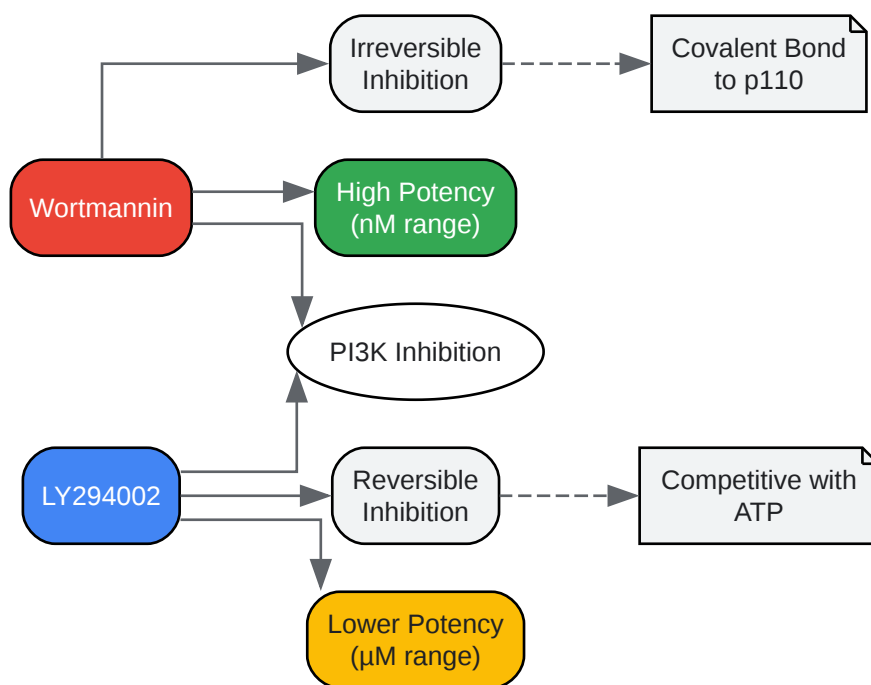 Irreversible
Inhibition
Covalent Bond
to p110
Wortmannin
High Potency
(nM range)
PI3K Inhibition
LY294002
Reversible
Inhibition
Competitive with
ATP
Lower Potency
(µM range)